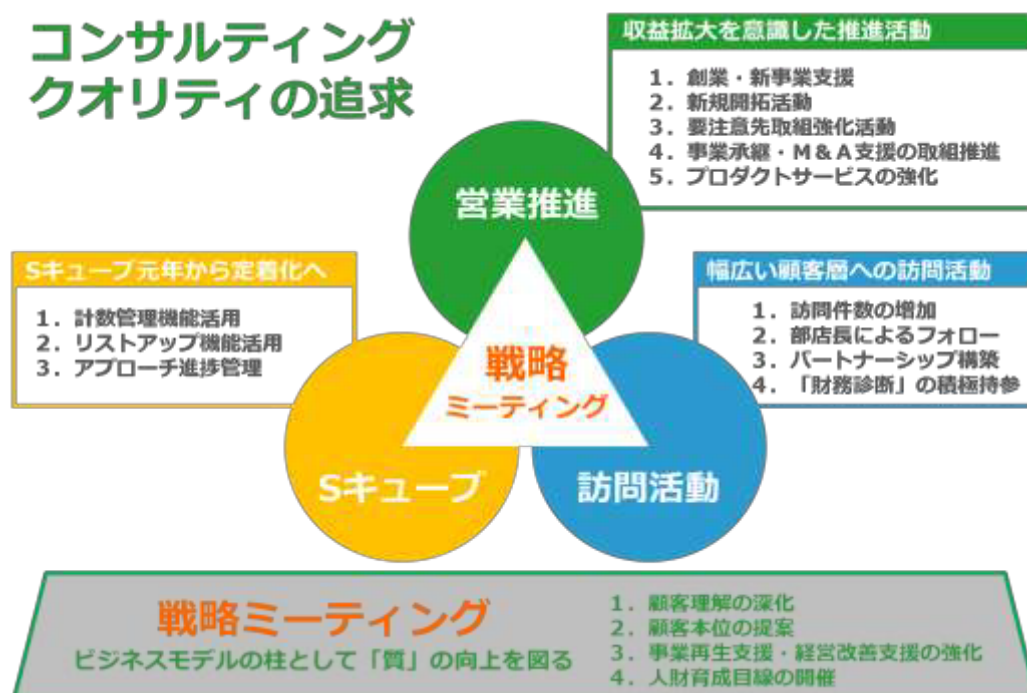 コンサルティング
クオリティの追求
収益拡大を意識した推進活動
1．創業・新事業支援
2．新規開拓活動
3．要注意先取組強化活動
4．事業承継・M＆A支援の取組推進
5．プロダクトサービスの強化
営業推進
Sキューブ元年から定着化へ
1．計数管理機能活用
2．リストアップ機能活用
3．アプローチ進捗管理
幅広い顧客層への訪問活動
1．訪問件数の増加
2．部店長によるフォロー
3．パートナーシップ構築
4．「財務診断」の積極持参
戦略
ミーティング
Sキューブ
訪問活動
戦略ミーティング
ビジネスモデルの柱として「質」の向上を図る
1．顧客理解の深化
2．顧客本位の提案
3．事業再生支援・経営改善支援の強化
4．人財育成目線の開催